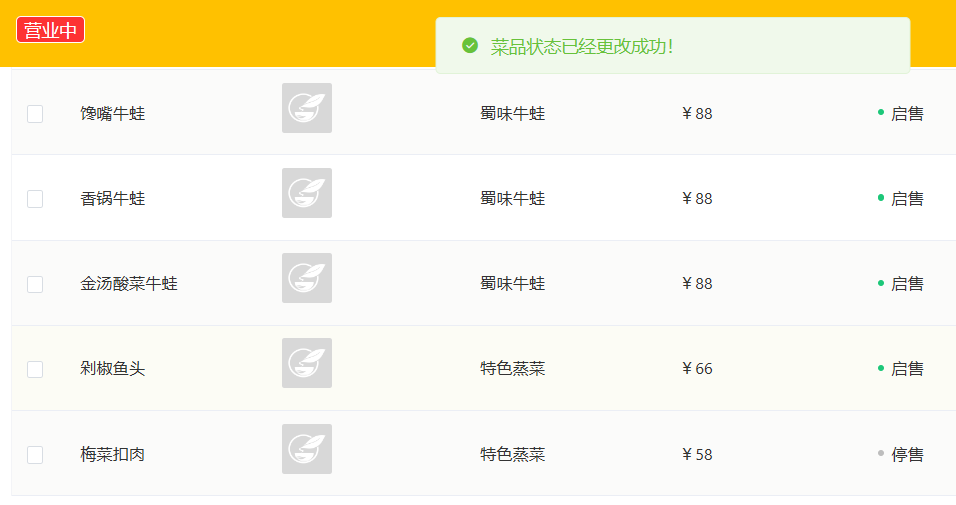 营业中
菜品状态已经更改成功！
馋嘴牛蛙 蜀味牛蛙 ￥88 启售
香锅牛蛙 蜀味牛蛙 ￥88 启售
金汤酸菜牛蛙 蜀味牛蛙 ￥88 启售
剁椒鱼头 特色蒸菜 ￥66 启售
梅菜扣肉 特色蒸菜 ￥58 停售